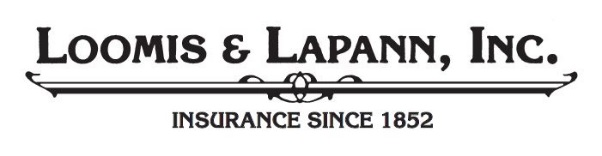 LOOMIS & LAPANN, INC.
INSURANCE SINCE 1852